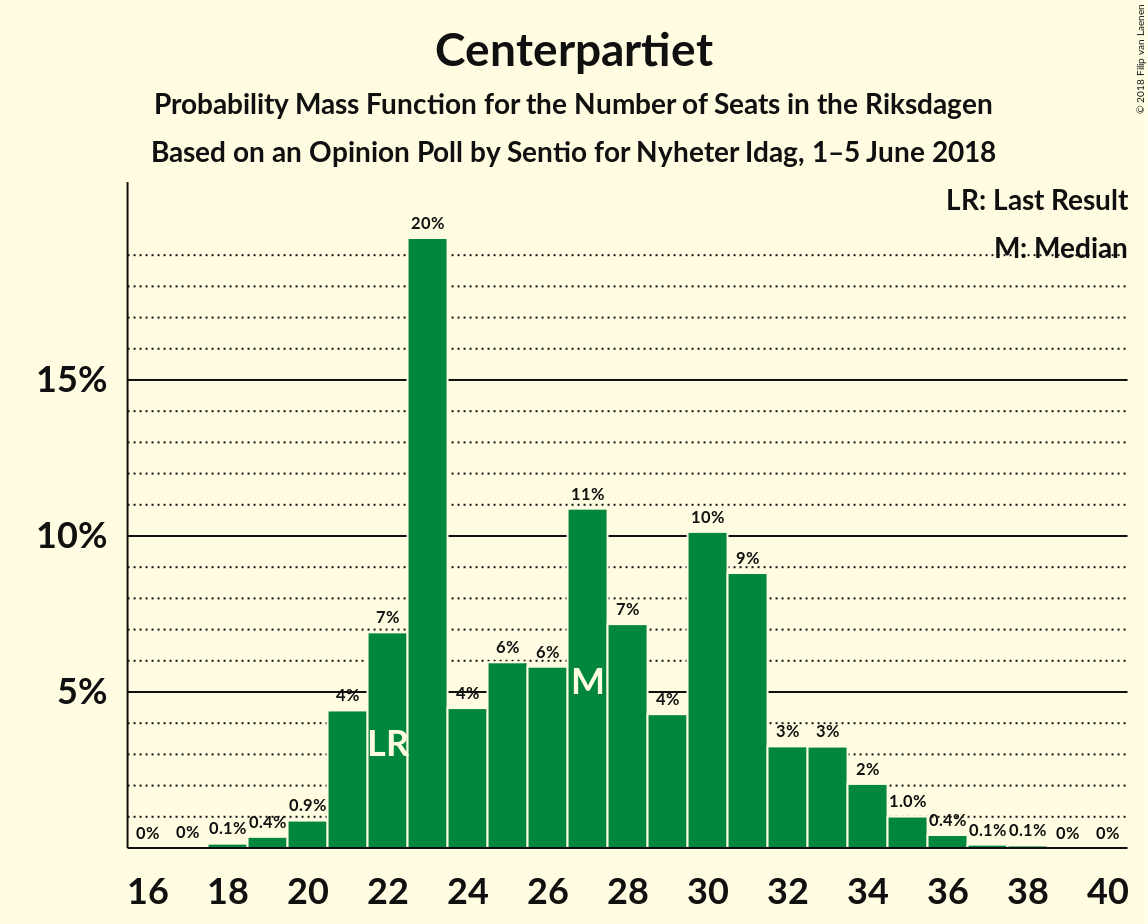 © 2018 Filip van Laenen
Centerpartiet
Probability Mass Function for the Number of Seats in the Riksdagen
Based on an Opinion Poll by Sentio for Nyheter Idag, 1–5 June 2018
LR: Last Result
M: Median
15%
10%
5%
0% 0% 0.1% 0.4% 0.9% 4% 7% 20% 4% 6% 6% 11% 7% 4% 10% 9% 3% 3% 2% 1.0% 0.4% 0.1% 0.1% 0% 0%
LR M
16 18 20 22 24 26 28 30 32 34 36 38 40